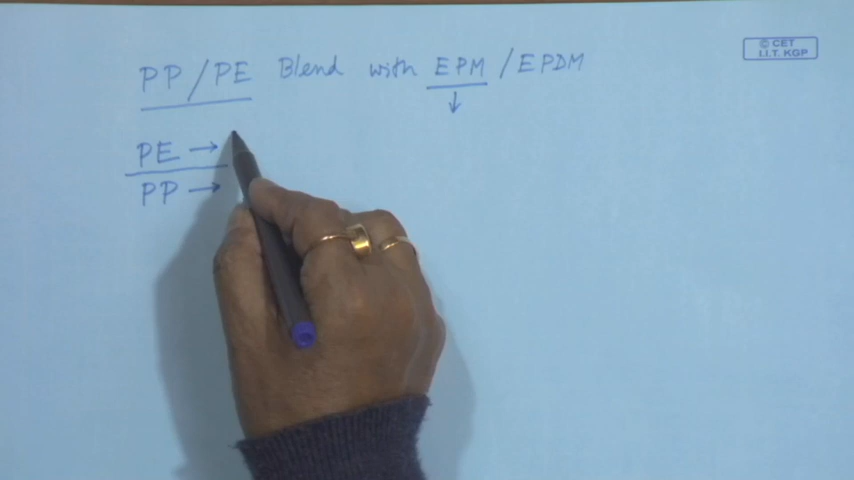 PP/PE Blend with EPM / EPDM
↓
PE →
PP →
© CET
I.I.T. KGP